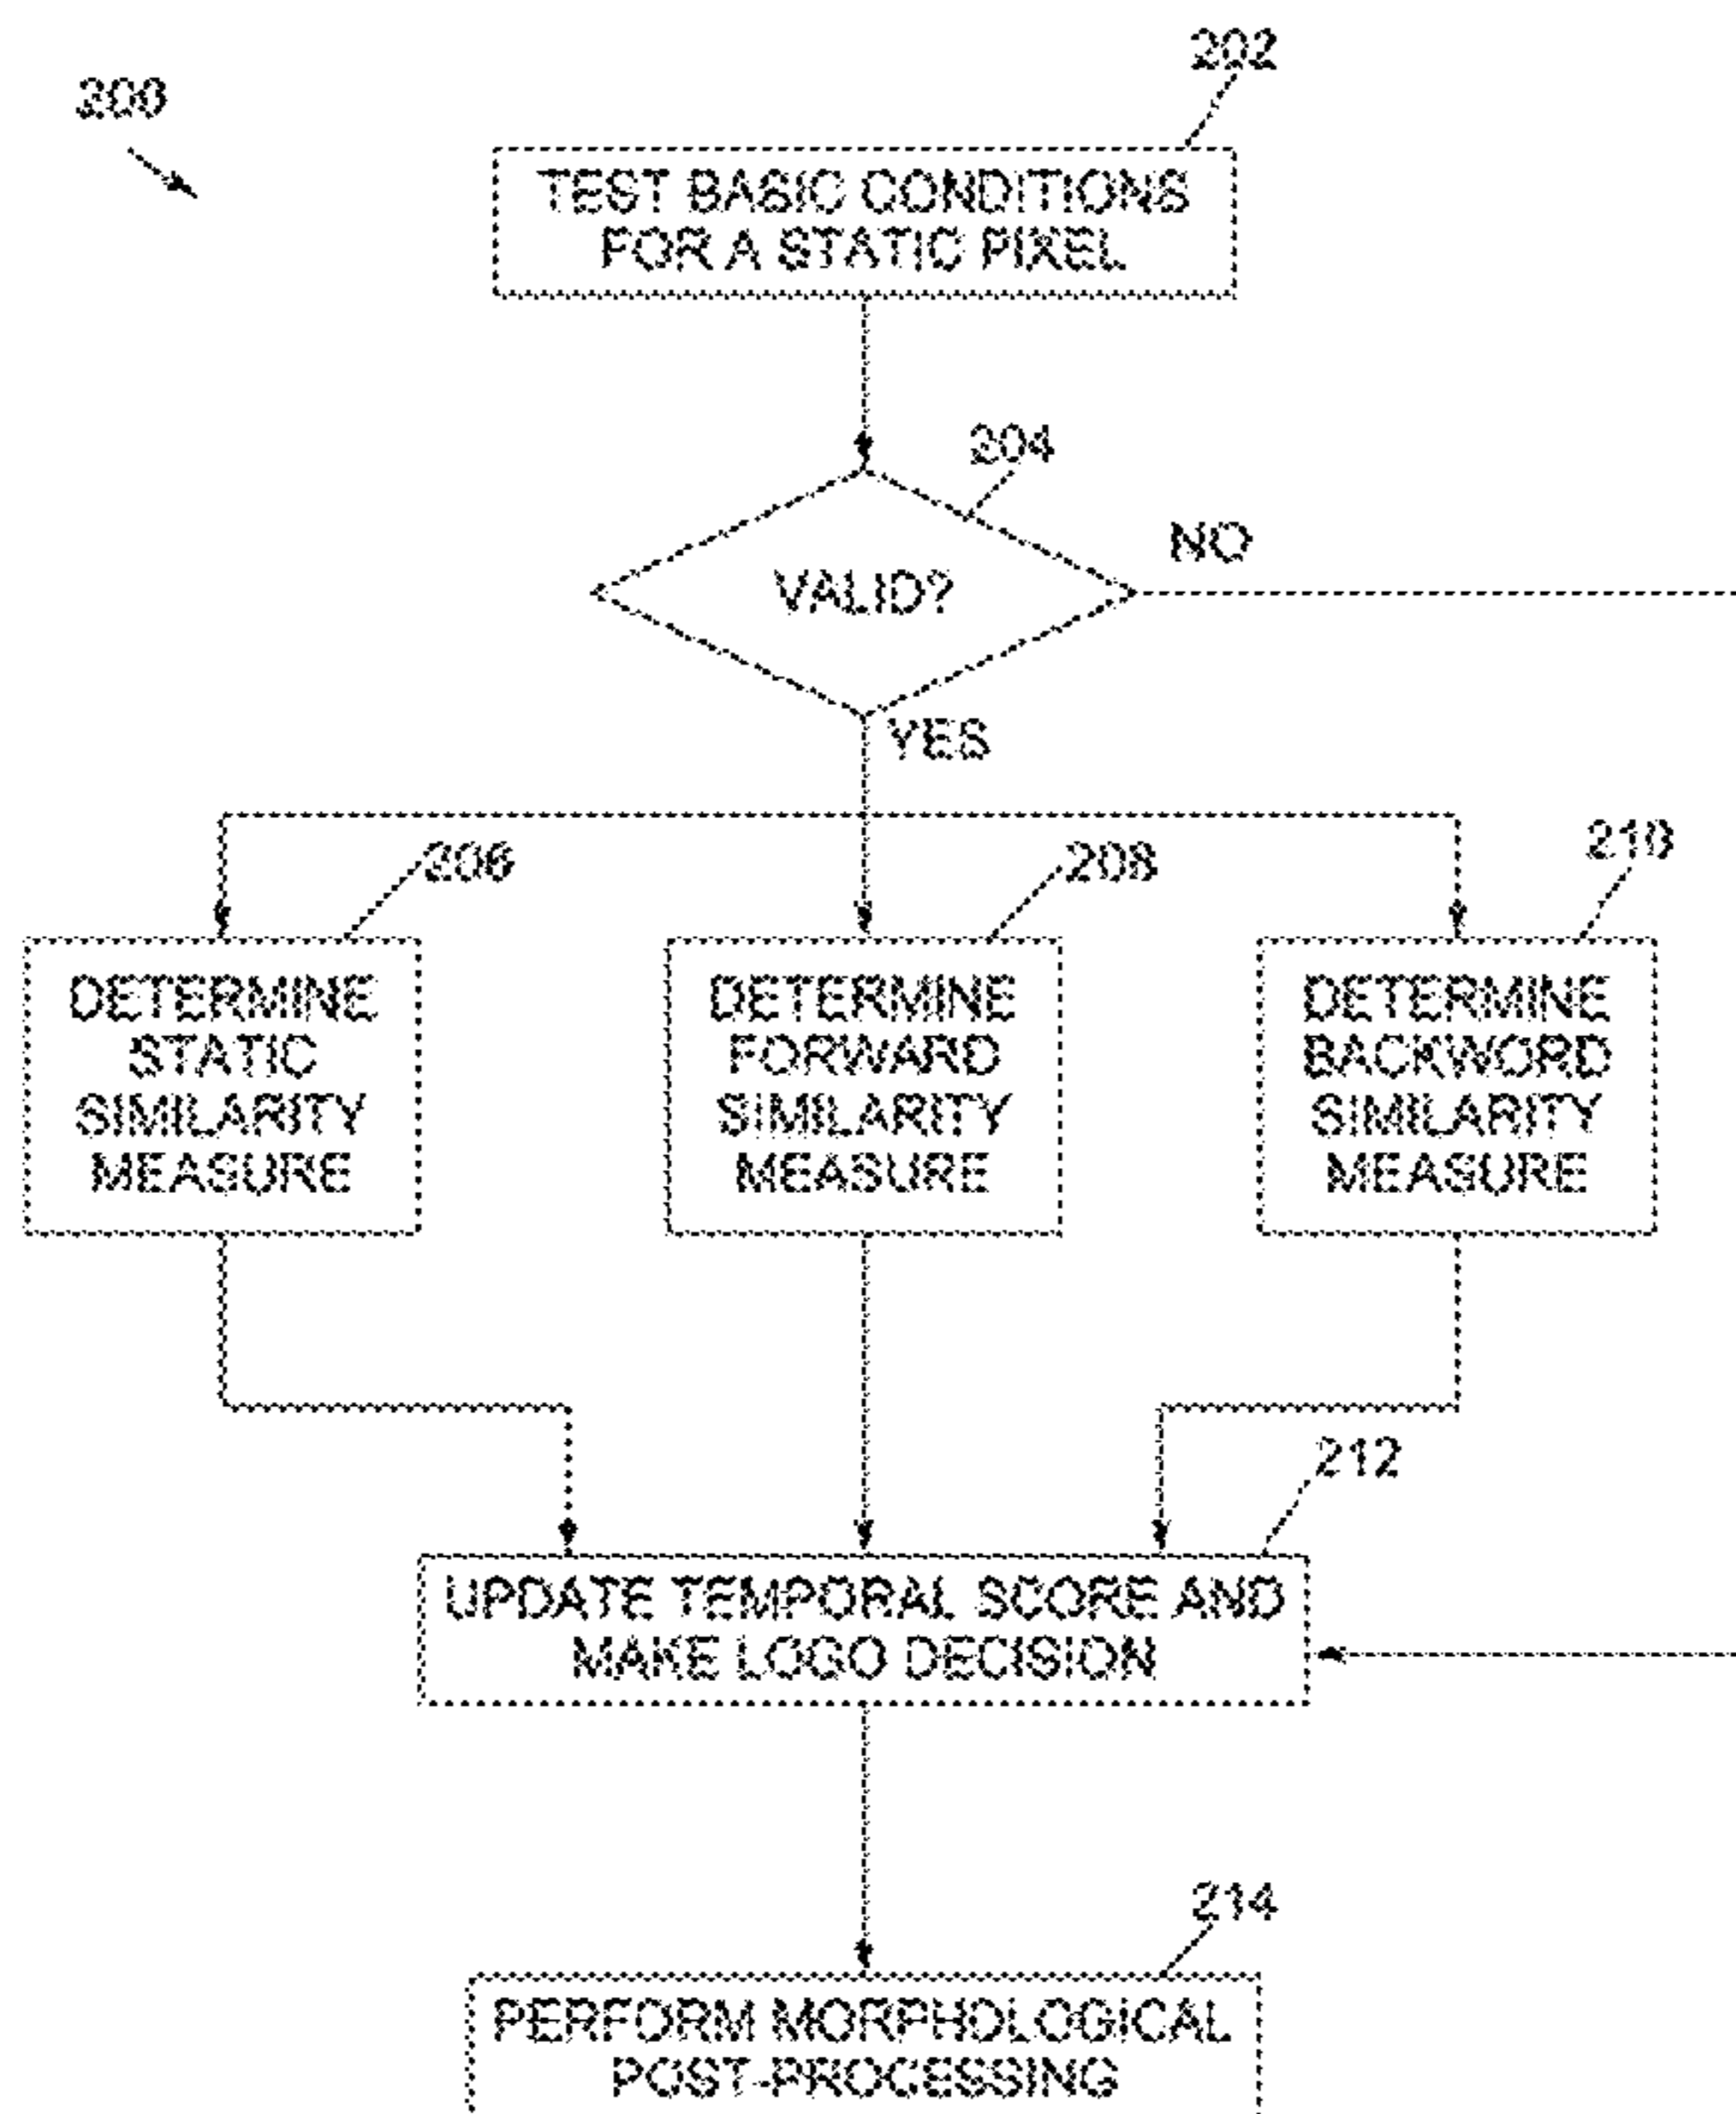 200
202
TEST BASIC CONDITIONS
FOR A STATIC PIXEL
204
VALID?
NO
YES
206
DETERMINE
STATIC
SIMILARITY
MEASURE
208
DETERMINE
FORWARD
SIMILARITY
MEASURE
210
DETERMINE
BACKWORD
SIMILARITY
MEASURE
212
UPDATE TEMPORAL SCORE AND
MAKE LOGO DECISION
214
PERFORM MORPHOLOGICAL
POST-PROCESSING